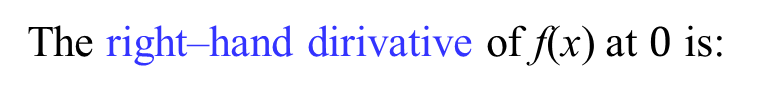 The right–hand dirivative of f(x) at 0 is: